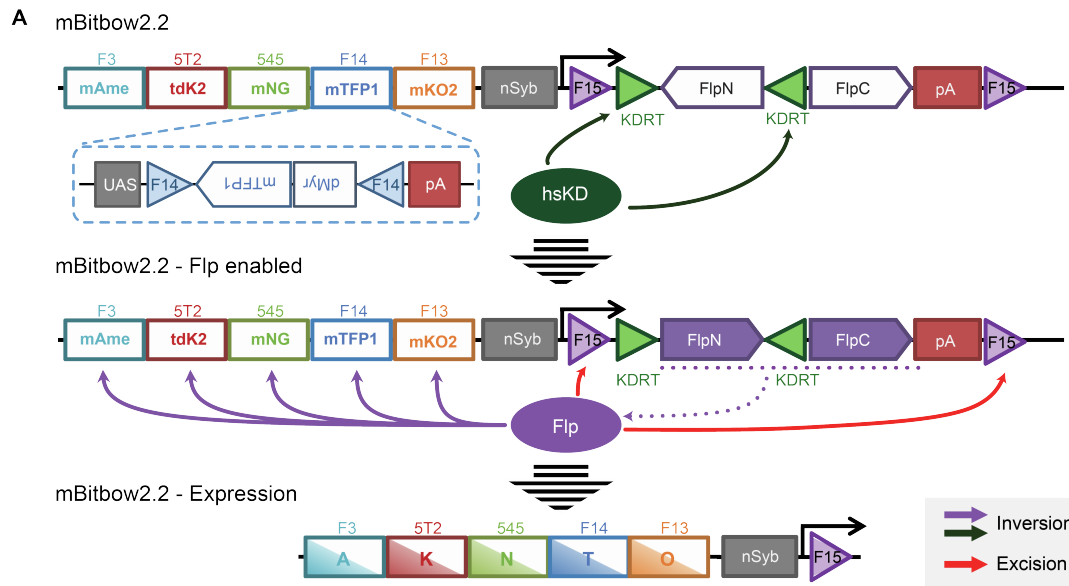 A
mBitbow2.2
F3 5T2 545 F14 F13
mAme tdK2 mNG mTFP1 mKO2 nSyb F15 FlpN FlpC pA F15
KDRT KDRT
UAS F14 mTFP1 dMyr F14 pA
hsKD
mBitbow2.2 - Flp enabled
F3 5T2 545 F14 F13
mAme tdK2 mNG mTFP1 mKO2 nSyb F15 FlpN FlpC pA F15
KDRT KDRT
Flp
mBitbow2.2 - Expression
F3 5T2 545 F14 F13
A K N T O nSyb F15
Inversion
Excision